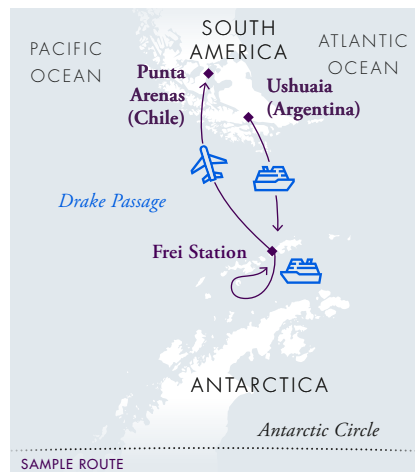 SOUTH
AMERICA
PACIFIC
OCEAN
ATLANTIC
OCEAN
Punta
Arenas
(Chile)
Ushuaia
(Argentina)
Drake Passage
Frei Station
ANTARCTICA
Antarctic Circle
SAMPLE ROUTE